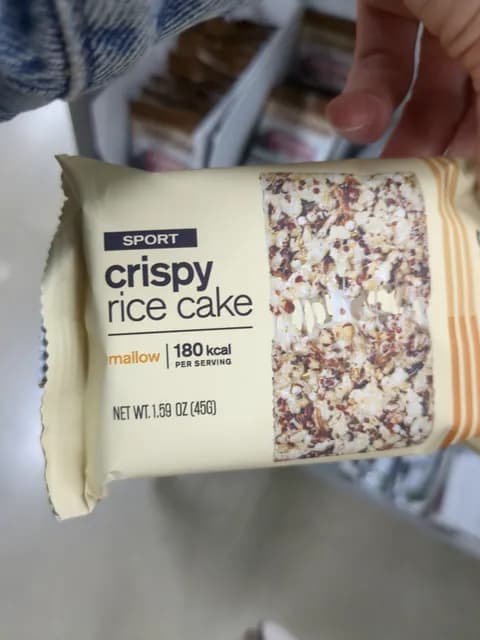 SPORT
crispy
rice cake
mallow
180 kcal
PER SERVING
NET WT. 1.59 OZ (45G)